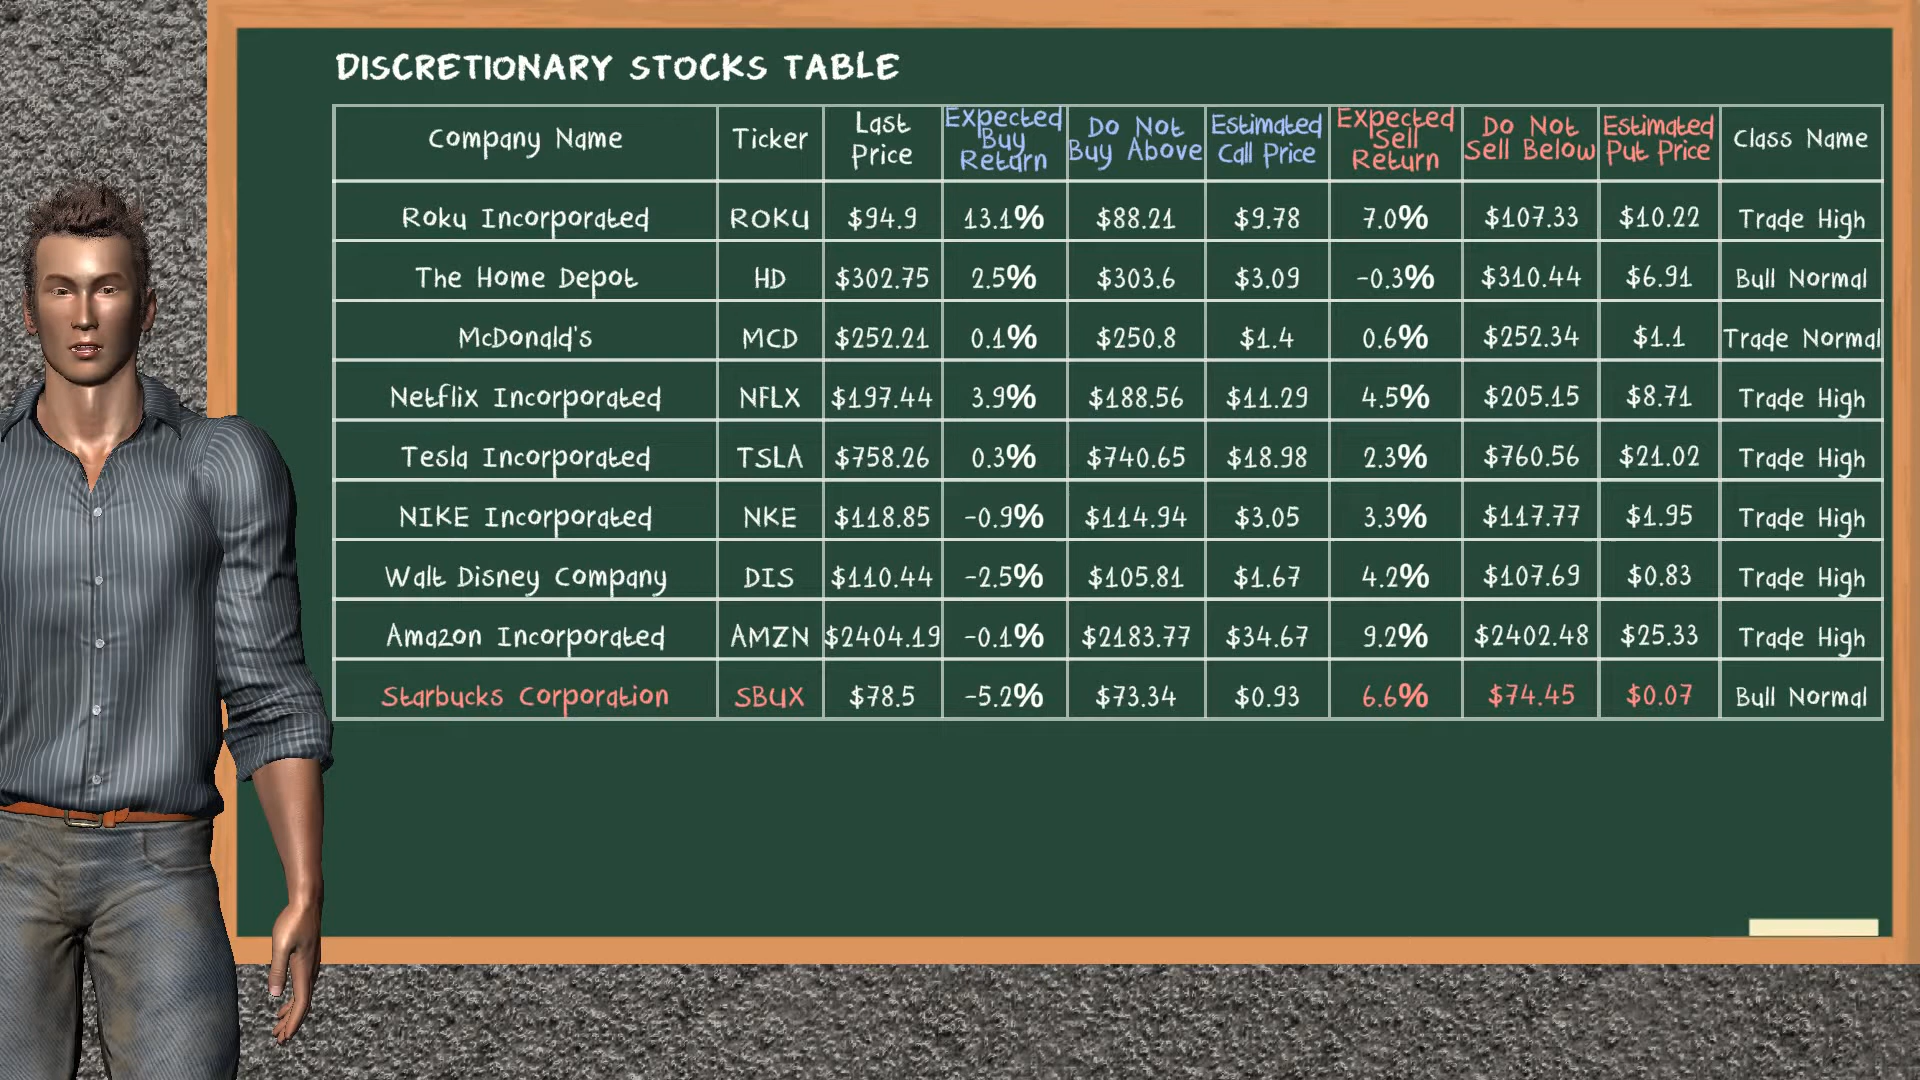 DISCRETIONARY STOCKS TABLE
Company Name Ticker Last Price Expected Buy Return Do Not Buy Above Estimated Call Price Expected Sell Return Do Not Sell Below Estimated Put Price Class Name
Roku Incorporated ROKU $94.9 13.1% $88.21 $9.78 7.0% $107.33 $10.22 Trade High
The Home Depot HD $302.75 2.5% $303.6 $3.09 -0.3% $310.44 $6.91 Bull Normal
McDonald's MCD $252.21 0.1% $250.8 $1.4 0.6% $252.34 $1.1 Trade Normal
Netflix Incorporated NFLX $197.44 3.9% $188.56 $11.29 4.5% $205.15 $8.71 Trade High
Tesla Incorporated TSLA $758.26 0.3% $740.65 $18.98 2.3% $760.56 $21.02 Trade High
NIKE Incorporated NKE $118.85 -0.9% $114.94 $3.05 3.3% $117.77 $1.95 Trade High
Walt Disney Company DIS $110.44 -2.5% $105.81 $1.67 4.2% $107.69 $0.83 Trade High
Amazon Incorporated AMZN $2404.19 -0.1% $2183.77 $34.67 9.2% $2402.48 $25.33 Trade High
Starbucks Corporation SBUX $78.5 -5.2% $73.34 $0.93 6.6% $74.45 $0.07 Bull Normal